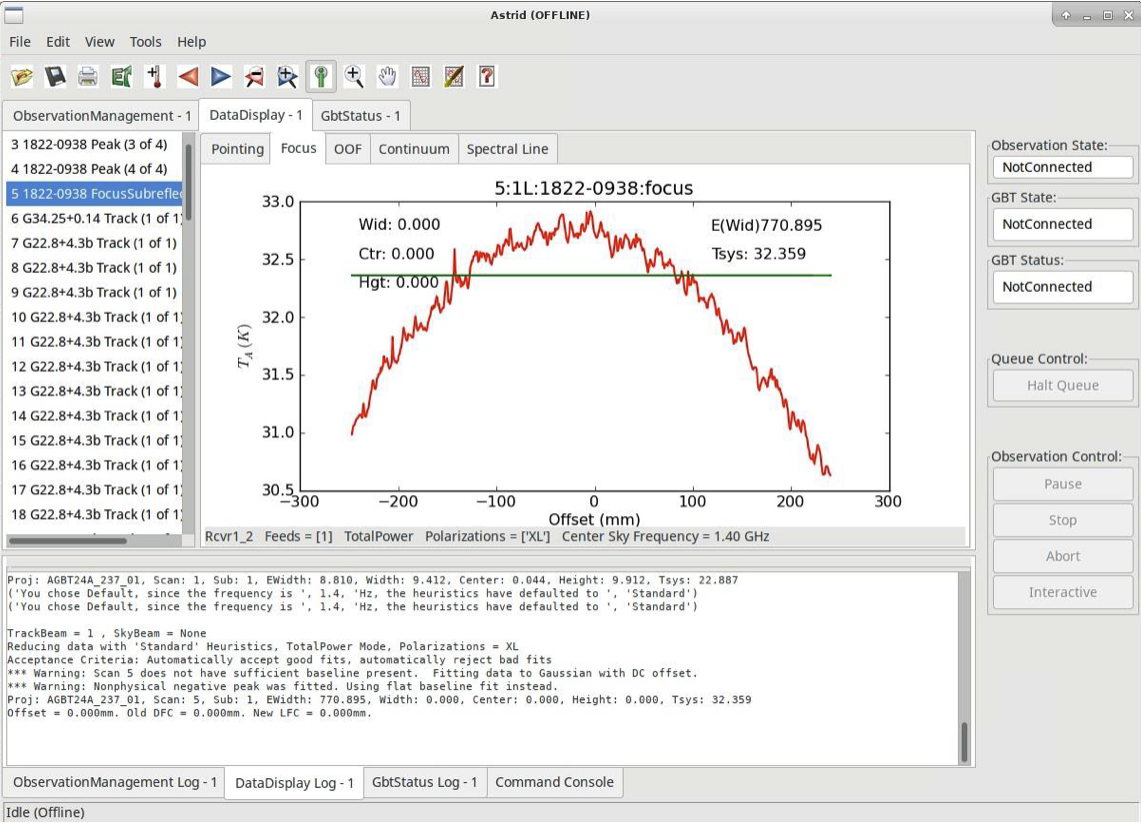 Astrid (OFFLINE)
File Edit View Tools Help
ObservationManagement - 1 DataDisplay - 1 GbtStatus - 1
3 1822-0938 Peak (3 of 4)
4 1822-0938 Peak (4 of 4)
5 1822-0938 FocusSubrefle
6 G34.25+0.14 Track (1 of 1)
7 G22.8+4.3b Track (1 of 1)
8 G22.8+4.3b Track (1 of 1)
9 G22.8+4.3b Track (1 of 1)
10 G22.8+4.3b Track (1 of 1)
11 G22.8+4.3b Track (1 of 1)
12 G22.8+4.3b Track (1 of 1)
13 G22.8+4.3b Track (1 of 1)
14 G22.8+4.3b Track (1 of 1)
15 G22.8+4.3b Track (1 of 1)
16 G22.8+4.3b Track (1 of 1)
17 G22.8+4.3b Track (1 of 1)
18 G22.8+4.3b Track (1 of 1)
Pointing Focus OOF Continuum Spectral Line
5:1L:1822-0938:focus
33.0
32.5
32.0
31.5
31.0
30.5
T_A (K)
Wid: 0.000
Ctr: 0.000
Hgt: 0.000
E(Wid)770.895
Tsys: 32.359
−300 −200 −100 0 100 200 300
Offset (mm)
Rcvr1_2 Feeds = [1] TotalPower Polarizations = ['XL'] Center Sky Frequency = 1.40 GHz
Observation State:
NotConnected
GBT State:
NotConnected
GBT Status:
NotConnected
Queue Control:
Halt Queue
Observation Control:
Pause
Stop
Abort
Interactive
Proj: AGBT24A_237_01, Scan: 1, Sub: 1, EWidth: 8.810, Width: 9.412, Center: 0.044, Height: 9.912, Tsys: 22.887
('You chose Default, since the frequency is ', 1.4, 'Hz, the heuristics have defaulted to ', 'Standard')
('You chose Default, since the frequency is ', 1.4, 'Hz, the heuristics have defaulted to ', 'Standard')
TrackBeam = 1 , SkyBeam = None
Reducing data with 'Standard' Heuristics, TotalPower Mode, Polarizations = XL
Acceptance Criteria: Automatically accept good fits, automatically reject bad fits
*** Warning: Scan 5 does not have sufficient baseline present. Fitting data to Gaussian with DC offset.
*** Warning: Nonphysical negative peak was fitted. Using flat baseline fit instead.
Proj: AGBT24A_237_01, Scan: 5, Sub: 1, EWidth: 770.895, Width: 0.000, Center: 0.000, Height: 0.000, Tsys: 32.359
Offset = 0.000mm. Old DFC = 0.000mm. New LFC = 0.000mm.
ObservationManagement Log - 1 DataDisplay Log - 1 GbtStatus Log - 1 Command Console
Idle (Offline)